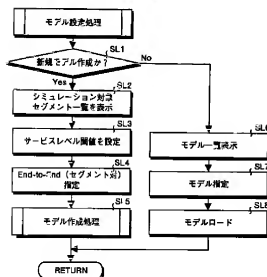 モデル設定処理
SL1
新規モデル作成か?
No
Yes
SL2
シミュレーション対象
セグメント一覧を表示
SL3
サービスレベル閾値を設定
SL4
End-to-End（セグメント対）
指定
SL5
モデル作成処理
SL6
モデル一覧表示
SL7
モデル指定
SL8
モデルロード
RETURN